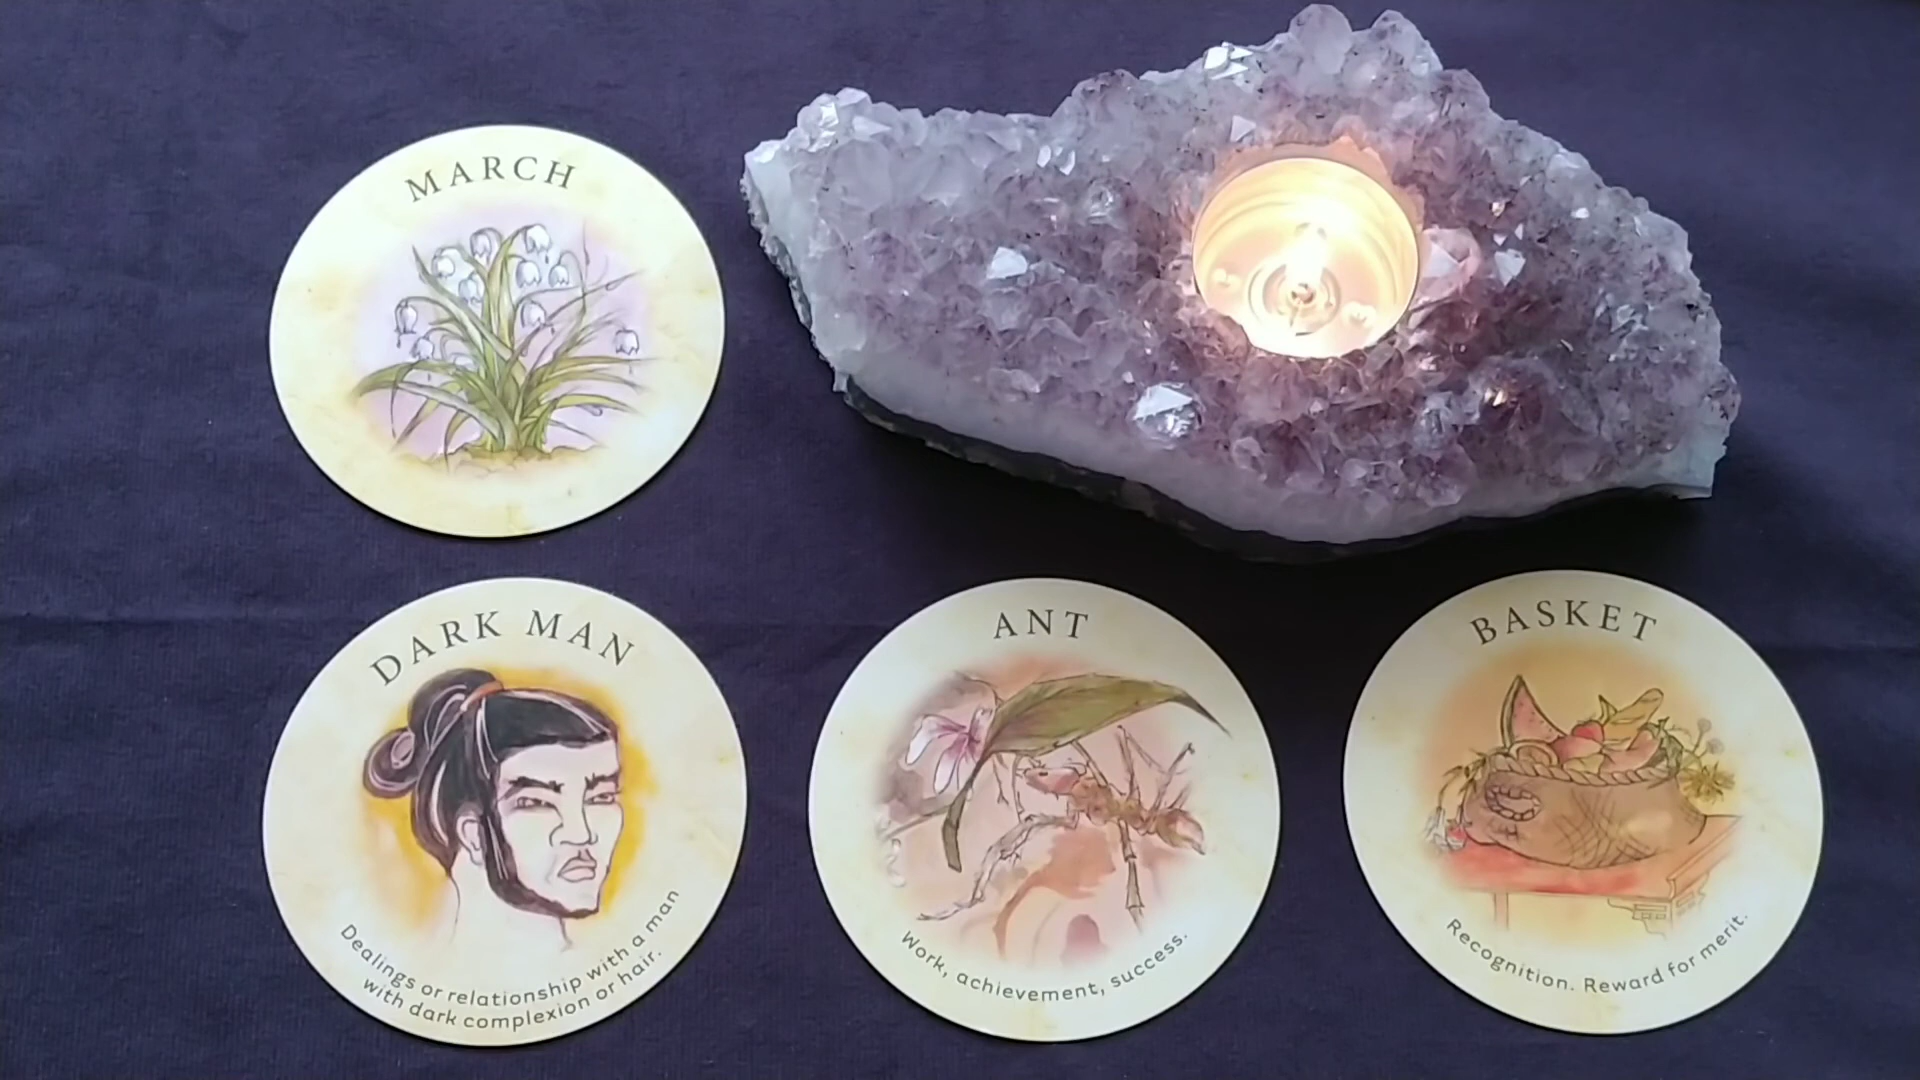 MARCH
DARK MAN
Dealings or relationship with a man
with dark complexion or hair.
ANT
Work, achievement, success.
BASKET
Recognition. Reward for merit.